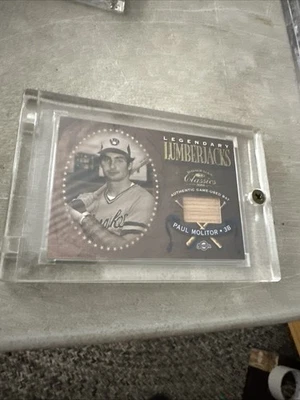 LEGENDARY
LUMBERJACKS
Classics
AUTHENTIC GAME-USED BAT
PAUL MOLITOR • 3B